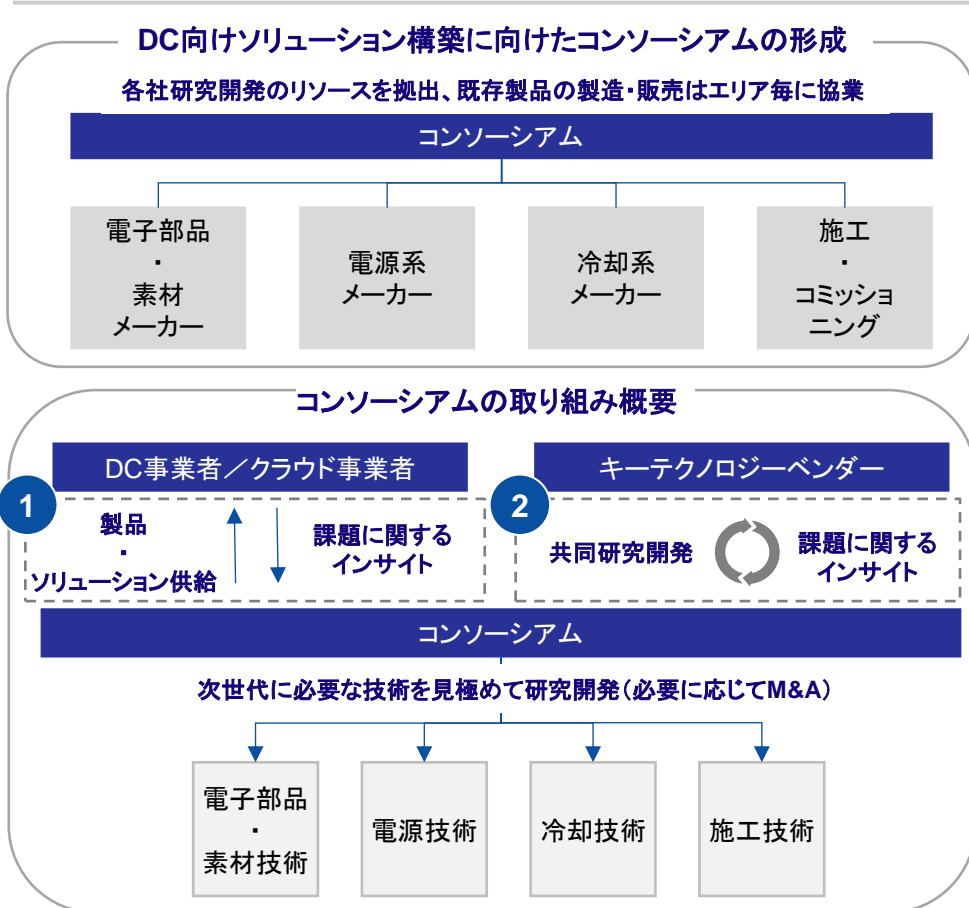 DC向けソリューション構築に向けたコンソーシアムの形成
各社研究開発のリソースを拠出、既存製品の製造・販売はエリア毎に協業
コンソーシアム
電子部品
・
素材
メーカー
電源系
メーカー
冷却系
メーカー
施工
・
コミッショ
ニング
コンソーシアムの取り組み概要
DC事業者／クラウド事業者
1
製品
・
ソリューション供給
課題に関する
インサイト
キーテクノロジーベンダー
2
共同研究開発
課題に関する
インサイト
コンソーシアム
次世代に必要な技術を見極めて研究開発（必要に応じてM&A）
電子部品
・
素材技術
電源技術
冷却技術
施工技術